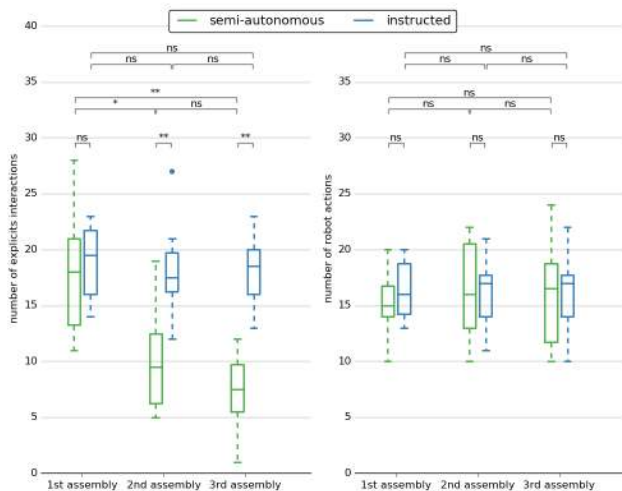 semi-autonomous instructed
40
35
30
25
20
15
10
5
0
number of explicits interactions
ns
ns ns
**
* ns
ns ** **
1st assembly 2nd assembly 3rd assembly
40
35
30
25
20
15
10
5
0
number of robot actions
ns
ns ns
ns
ns ns
ns ns ns
1st assembly 2nd assembly 3rd assembly